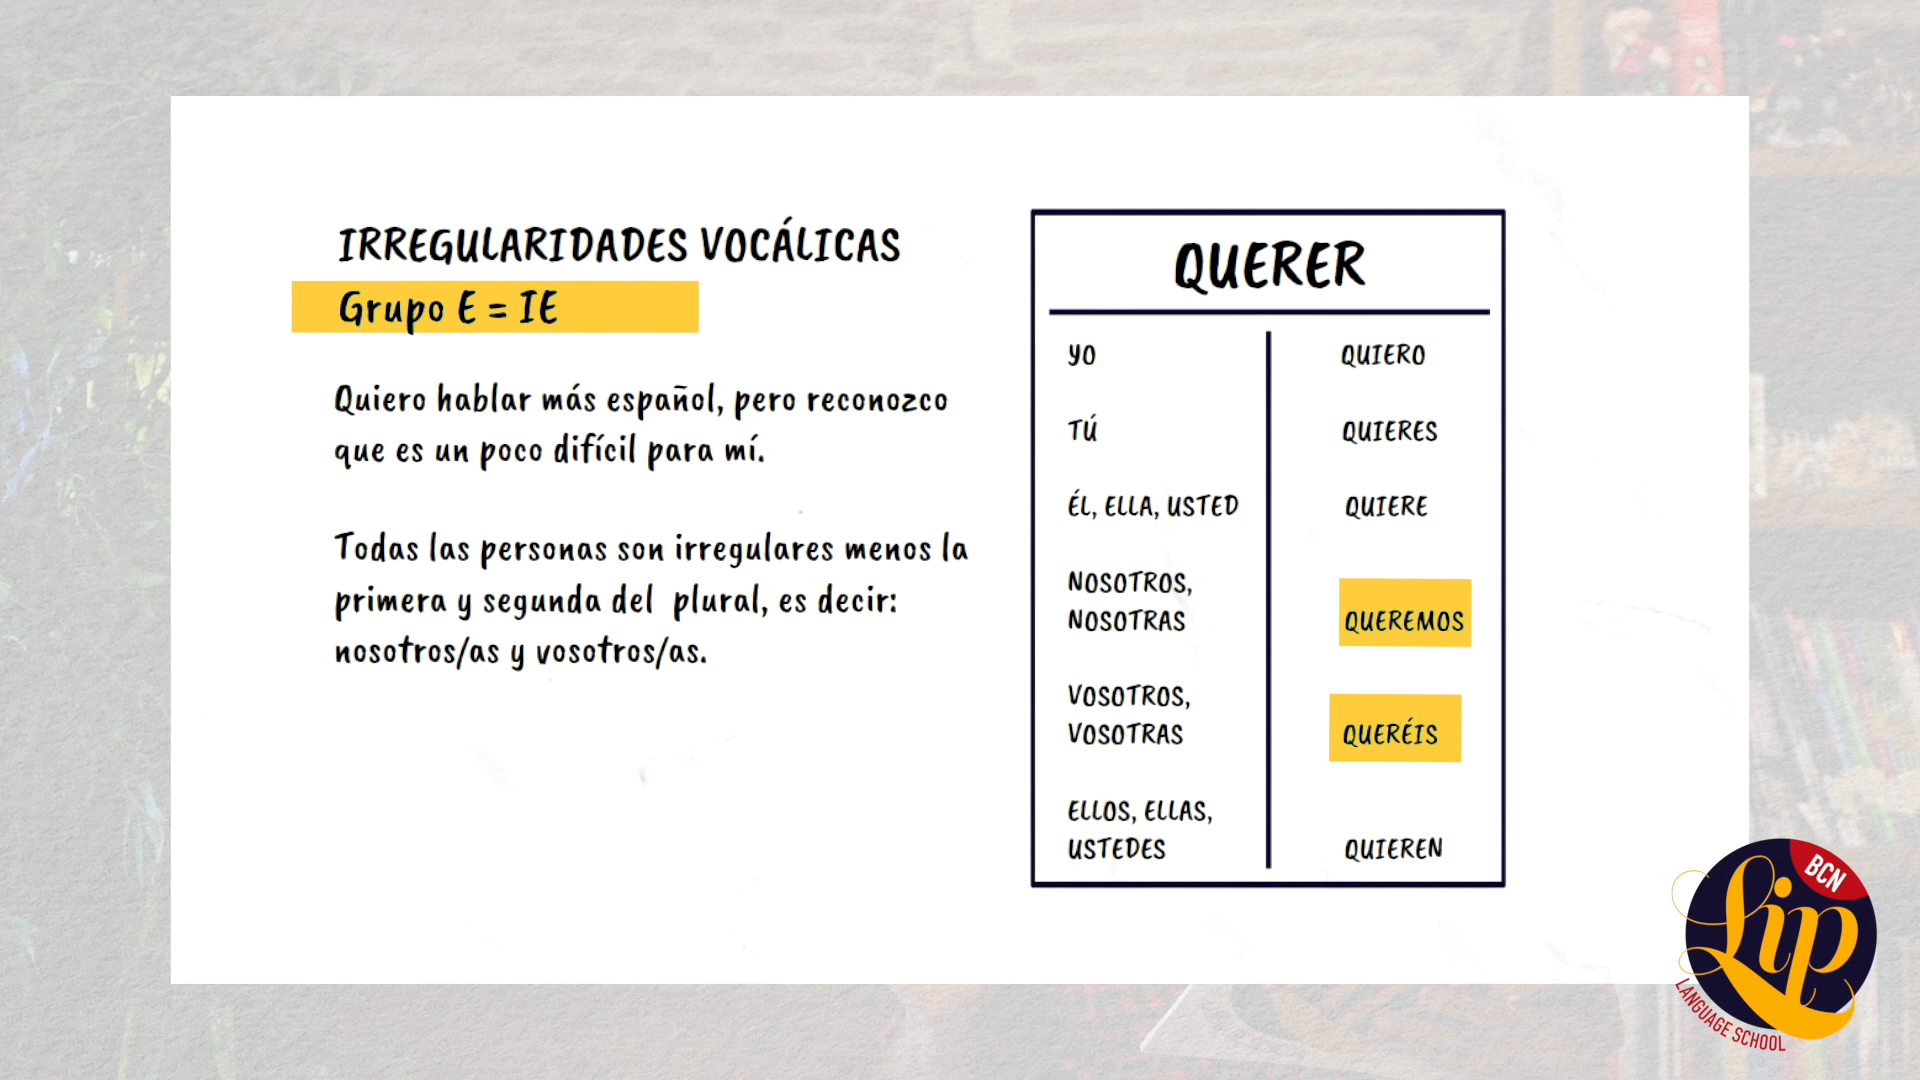 IRREGULARIDADES VOCÁLICAS
Grupo E = IE
Quiero hablar más español, pero reconozco
que es un poco difícil para mí.
Todas las personas son irregulares menos la
primera y segunda del plural, es decir:
nosotros/as y vosotros/as.
QUERER
YO QUIERO
TÚ QUIERES
ÉL, ELLA, USTED QUIERE
NOSOTROS,
NOSOTRAS QUEREMOS
VOSOTROS,
VOSOTRAS QUERÉIS
ELLOS, ELLAS,
USTEDES QUIEREN
BCN
Lip
LANGUAGE SCHOOL